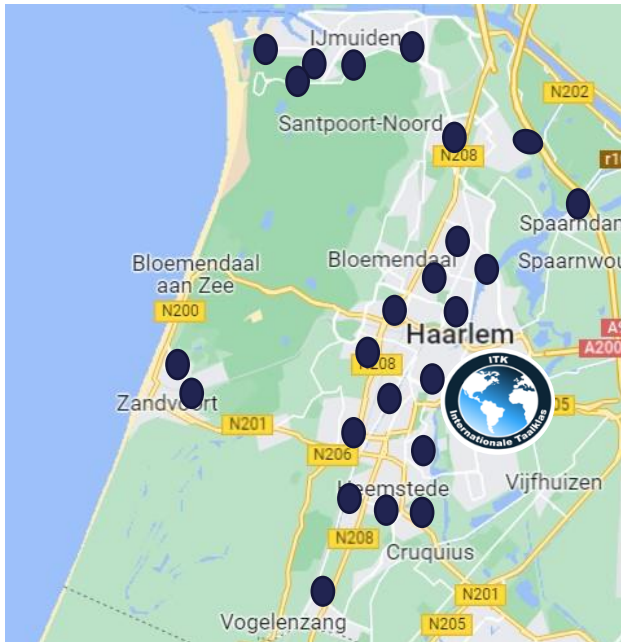 IJmuiden
N202
Santpoort-Noord
N208
Spaarndam
Bloemendaal
Spaarnwou
Bloemendaal
aan Zee
N200
Haarlem
A200
N208
ITK
Internationale Taalklas
Zandvoort
N201
05
N206
Heemstede
Vijfhuizen
N208
Cruquius
N201
Vogelenzang
N205